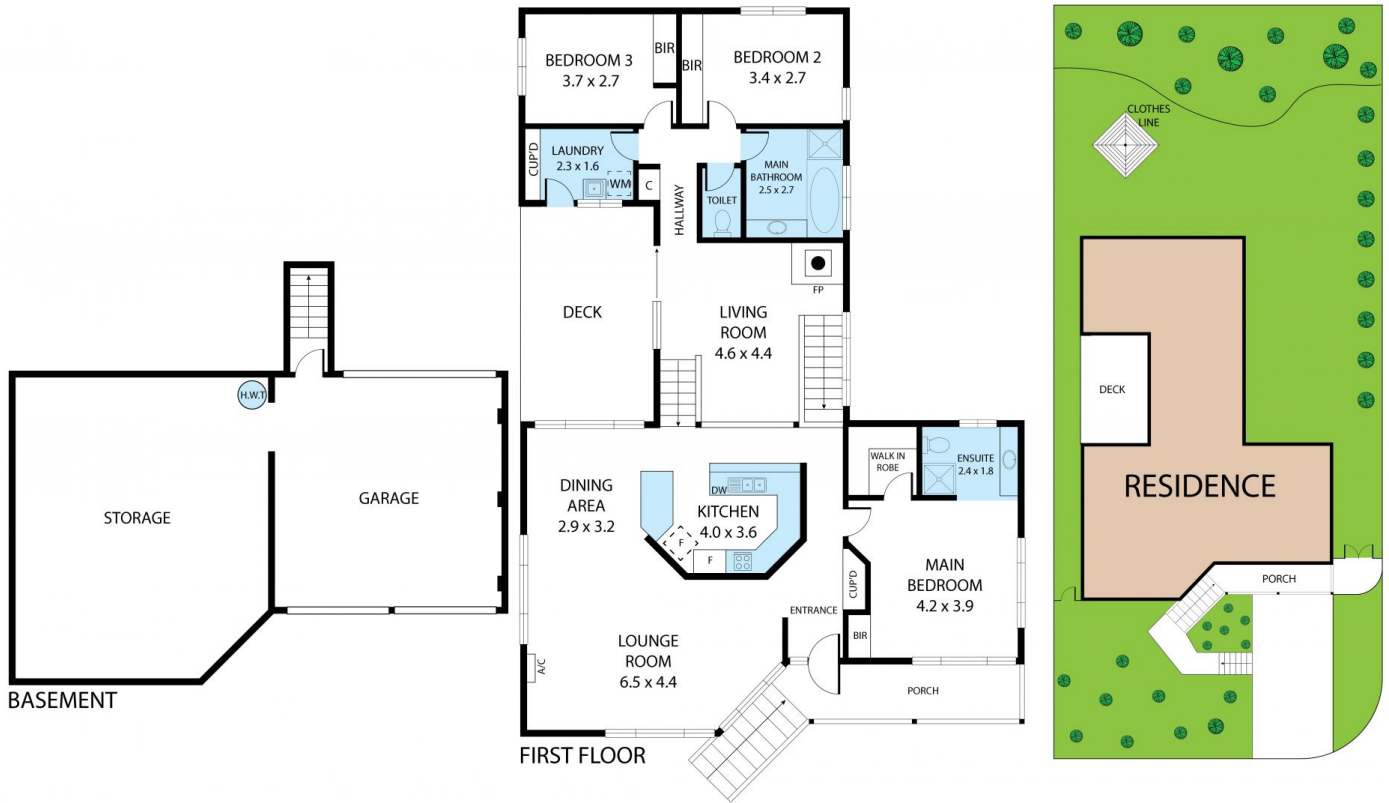 BEDROOM 3
3.7 x 2.7
BIR
BIR
BEDROOM 2
3.4 x 2.7
CUP'D
LAUNDRY
2.3 x 1.6
WM
C
HALLWAY
TOILET
MAIN
BATHROOM
2.5 x 2.7
DECK
LIVING
ROOM
4.6 x 4.4
FP
H.W.T
STORAGE
GARAGE
BASEMENT
DINING
AREA
2.9 x 3.2
DW
KITCHEN
4.0 x 3.6
F
F
WALK IN
ROBE
ENSUITE
2.4 x 1.8
MAIN
BEDROOM
4.2 x 3.9
CUP'D
BIR
ENTRANCE
LOUNGE
ROOM
6.5 x 4.4
A/C
PORCH
FIRST FLOOR
CLOTHES
LINE
DECK
RESIDENCE
PORCH